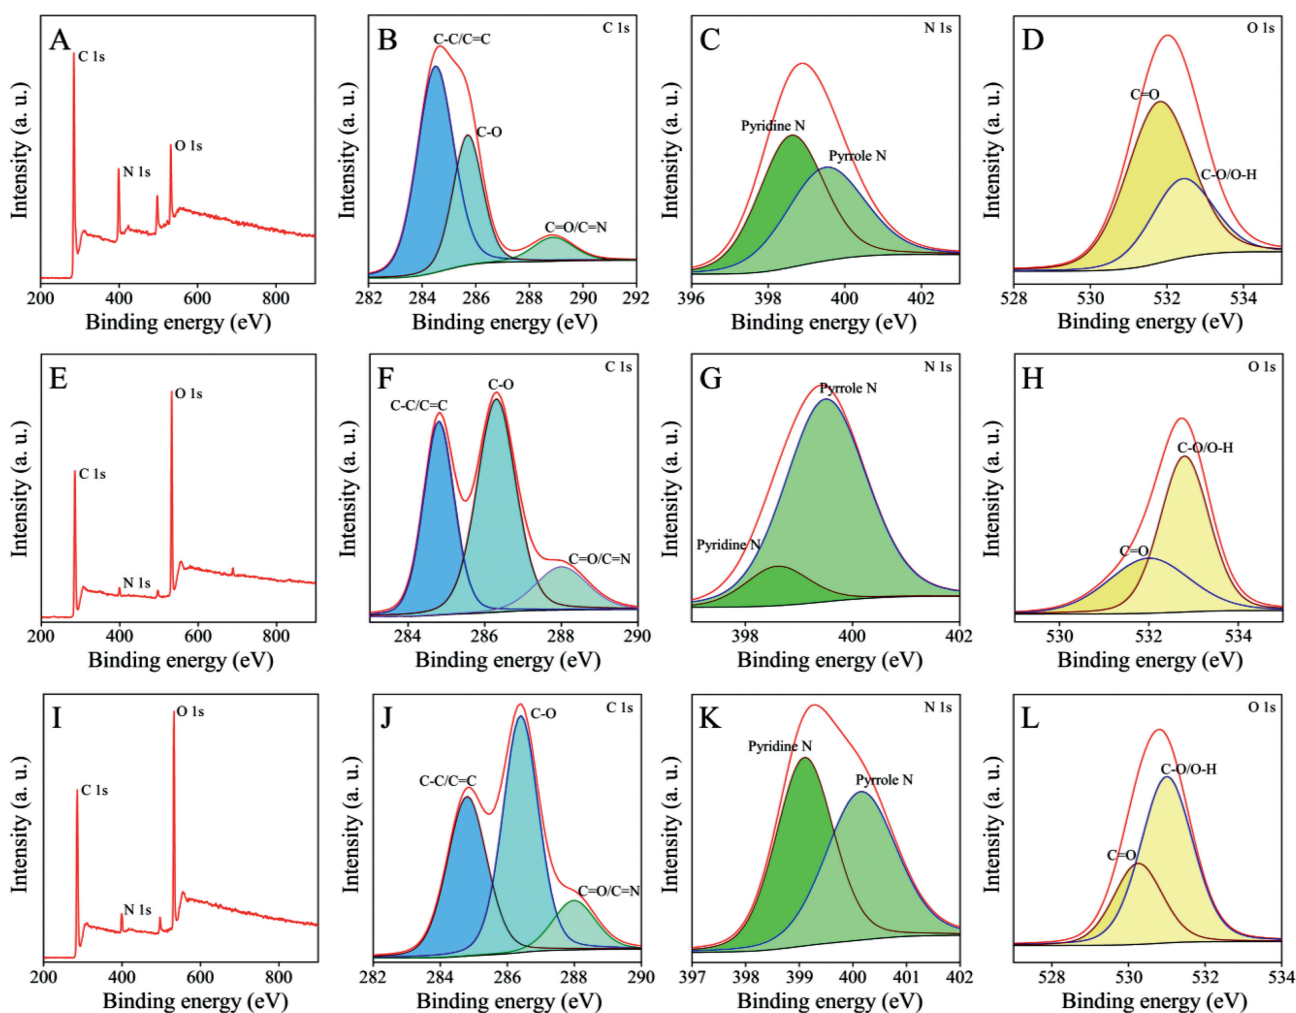 A
C 1s
N 1s
O 1s
Intensity (a. u.)
200 400 600 800
Binding energy (eV)
B
C 1s
C-C/C=C
C-O
C=O/C=N
Intensity (a. u.)
282 284 286 288 290 292
Binding energy (eV)
C
N 1s
Pyridine N
Pyrrole N
Intensity (a. u.)
396 398 400 402
Binding energy (eV)
D
O 1s
C=O
C-O/O-H
Intensity (a. u.)
528 530 532 534
Binding energy (eV)
E
O 1s
C 1s
N 1s
Intensity (a. u.)
200 400 600 800
Binding energy (eV)
F
C 1s
C-O
C-C/C=C
C=O/C=N
Intensity (a. u.)
284 286 288 290
Binding energy (eV)
G
N 1s
Pyrrole N
Pyridine N
Intensity (a. u.)
398 400 402
Binding energy (eV)
H
O 1s
C-O/O-H
C=O
Intensity (a. u.)
530 532 534
Binding energy (eV)
I
O 1s
C 1s
N 1s
Intensity (a. u.)
200 400 600 800
Binding energy (eV)
J
C 1s
C-O
C-C/C=C
C=O/C=N
Intensity (a. u.)
282 284 286 288 290
Binding energy (eV)
K
N 1s
Pyridine N
Pyrrole N
Intensity (a. u.)
397 398 399 400 401 402
Binding energy (eV)
L
O 1s
C-O/O-H
C=O
Intensity (a. u.)
528 530 532 534
Binding energy (eV)